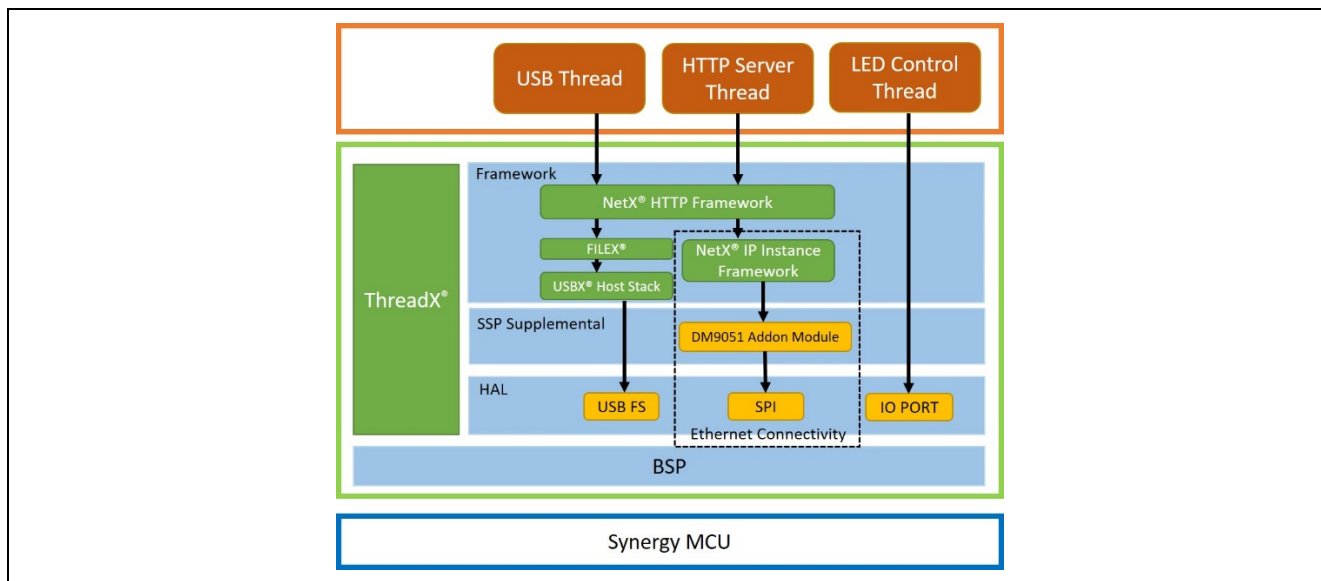 USB Thread
HTTP Server
Thread
LED Control
Thread
Framework
NetX® HTTP Framework
FILEX®
NetX® IP Instance
Framework
USBX® Host Stack
ThreadX®
SSP Supplemental
DM9051 Addon Module
HAL
USB FS
SPI
IO PORT
Ethernet Connectivity
BSP
Synergy MCU